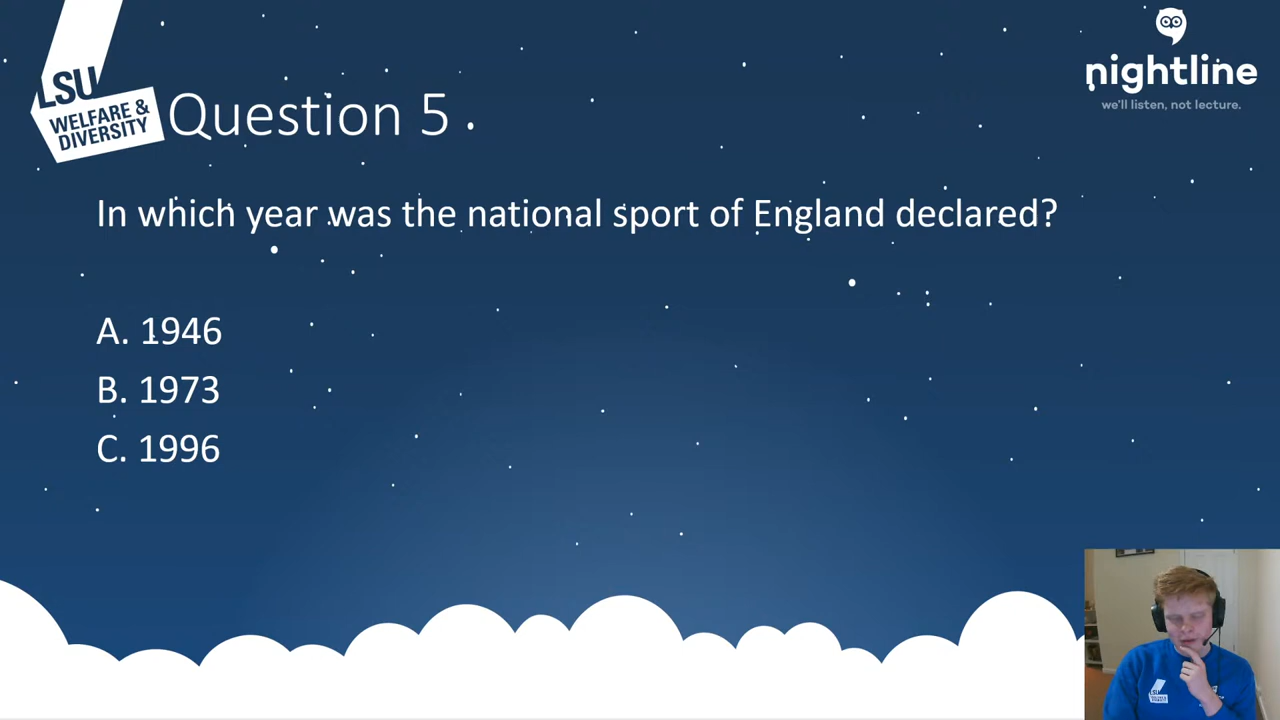 nightline
we'll listen, not lecture.
LSU
WELFARE &
DIVERSITY
Question 5
In which year was the national sport of England declared?
A. 1946
B. 1973
C. 1996
LSU